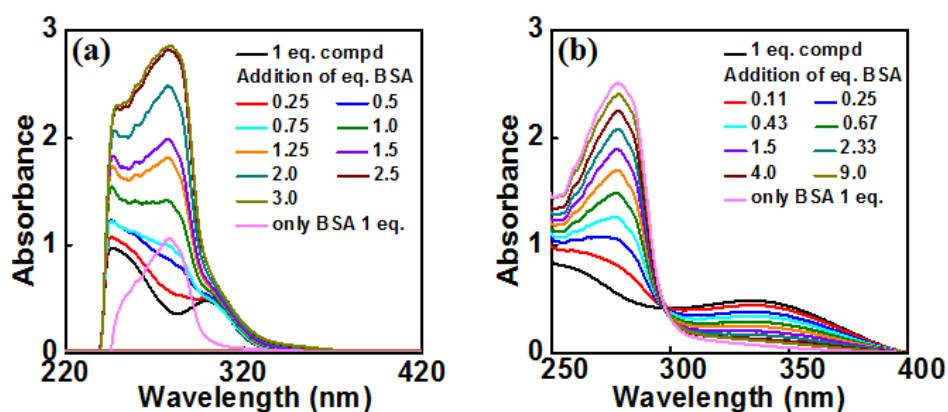 (a)
1 eq. compd
Addition of eq. BSA
0.25 0.5
0.75 1.0
1.25 1.5
2.0 2.5
3.0
only BSA 1 eq.
Absorbance
3
2
1
0
220 320 420
Wavelength (nm)
(b)
1 eq. compd
Addition of eq. BSA
0.11 0.25
0.43 0.67
1.5 2.33
4.0 9.0
only BSA 1 eq.
Absorbance
3
2
1
0
250 300 350 400
Wavelength (nm)